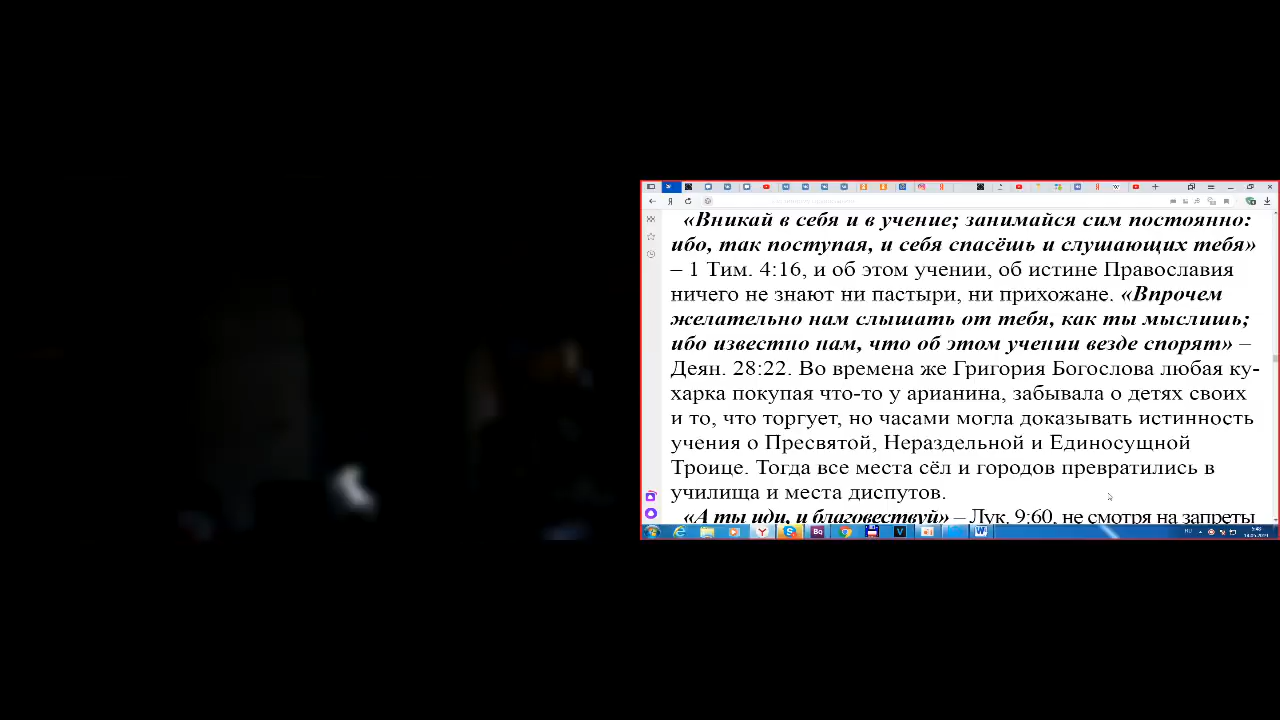 «Вникай в себя и в учение; занимайся сим постоянно:
ибо, так поступая, и себя спасёшь и слушающих тебя»
– 1 Тим. 4:16, и об этом учении, об истине Православия
ничего не знают ни пастыри, ни прихожане. «Впрочем
желательно нам слышать от тебя, как ты мыслишь;
ибо известно нам, что об этом учении везде спорят» –
Деян. 28:22. Во времена же Григория Богослова любая ку-
харка покупая что-то у арианина, забывала о детях своих
и то, что торгует, но часами могла доказывать истинность
учения о Пресвятой, Нераздельной и Единосущной
Троице. Тогда все места сёл и городов превратились в
училища и места диспутов.
«А ты иди, и благовествуй» – Лук. 9:60, не смотря на запреты